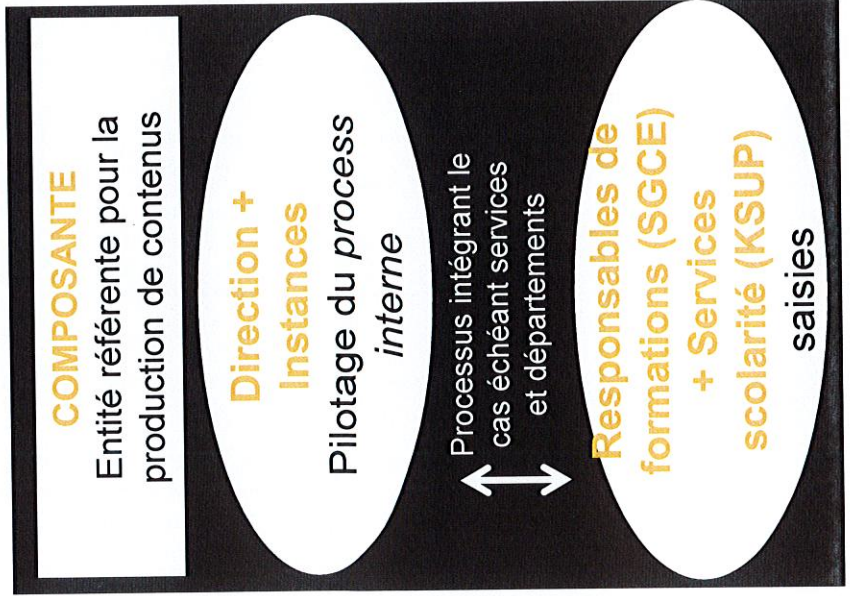 COMPOSANTE
Entité référente pour la
production de contenus
Direction +
Instances
Pilotage du process
interne
Processus intégrant le
cas échéant services
et départements
Responsables de
formations (SGCE)
+ Services
scolarité (KSUP)
saisies